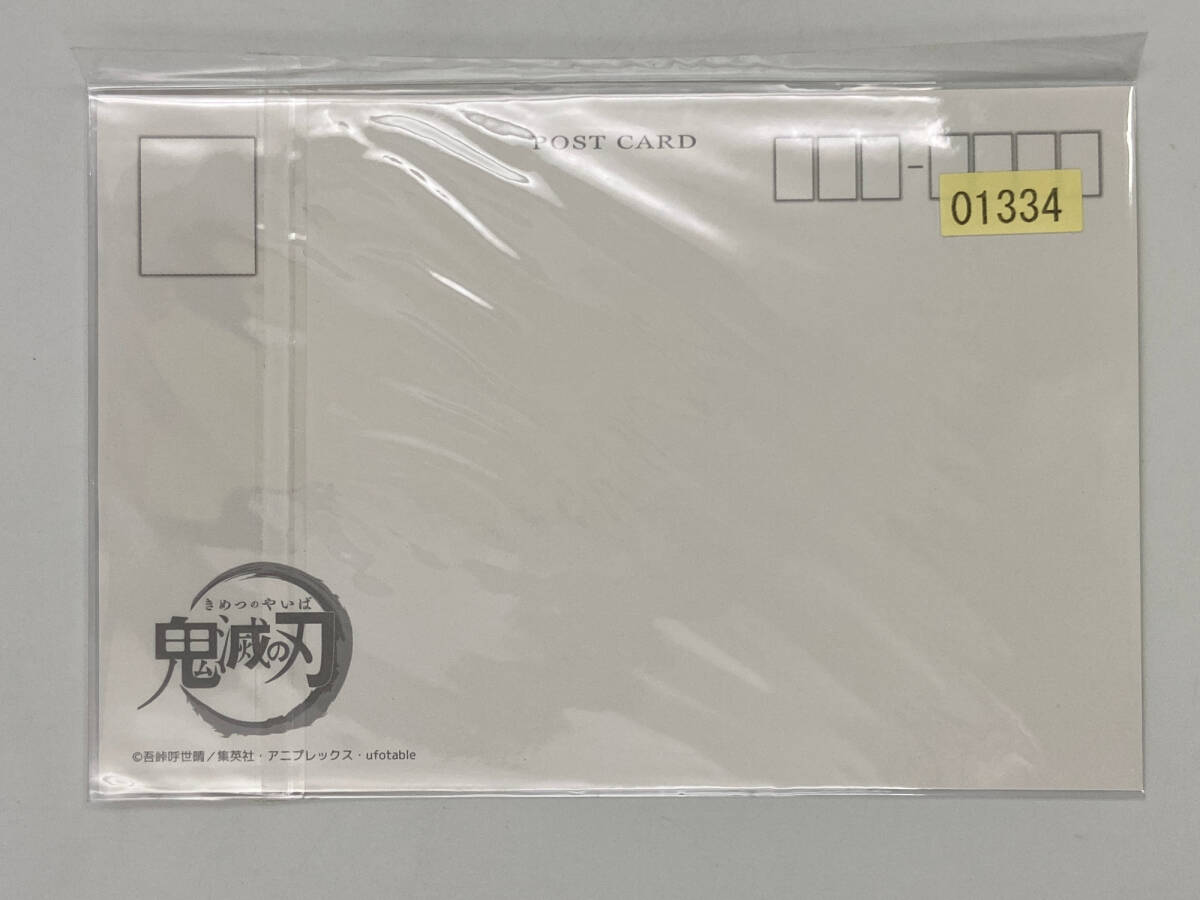 POST CARD
01334
きめつのやいば
鬼滅の刃
©吾峠呼世晴／集英社・アニプレックス・ufotable